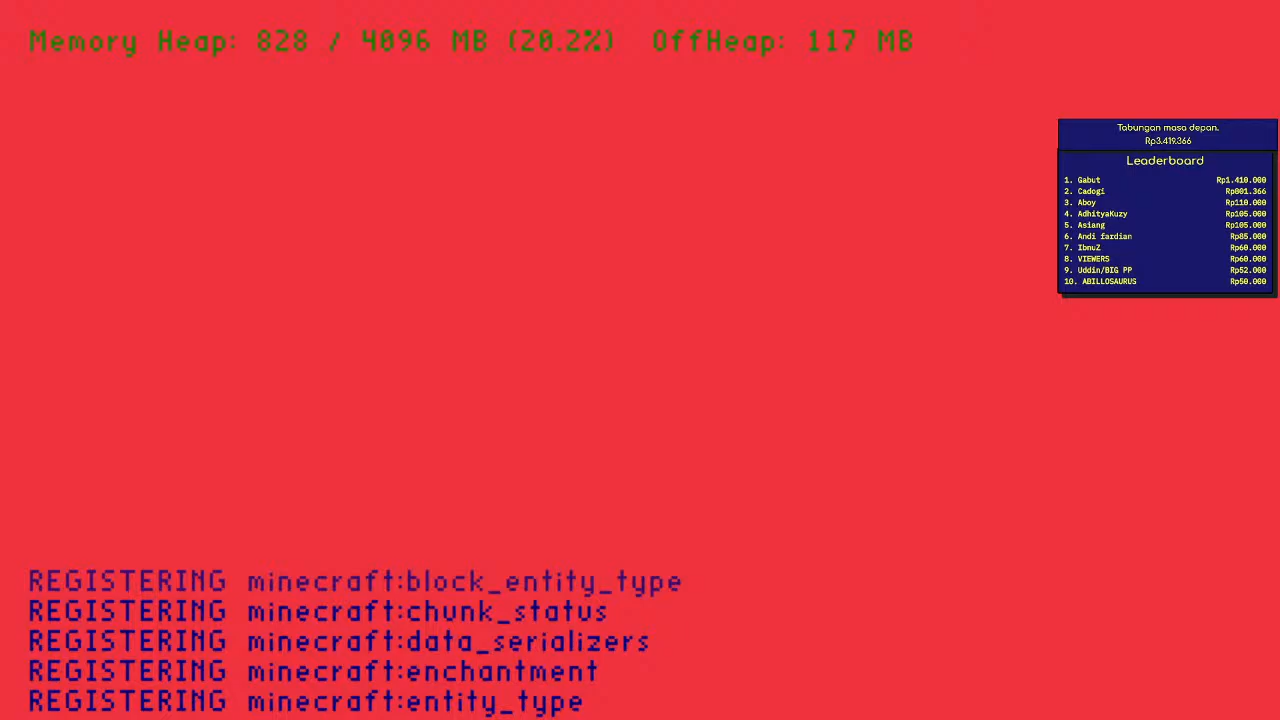 Memory Heap: 828 / 4096 MB (20.2%) OffHeap: 117 MB
Tabungan masa depan.
Rp3.419.366
Leaderboard
1. Gabut Rp1.410.000
2. Cadogi Rp801.366
3. Aboy Rp110.000
4. AdhityaKuzy Rp105.000
5. Asiang Rp105.000
6. Andi fardian Rp85.000
7. IbnuZ Rp60.000
8. VIEWERS Rp60.000
9. Uddin/BIG PP Rp52.000
10. ABILLOSAURUS Rp50.000
REGISTERING minecraft:block_entity_type
REGISTERING minecraft:chunk_status
REGISTERING minecraft:data_serializers
REGISTERING minecraft:enchantment
REGISTERING minecraft:entity_type